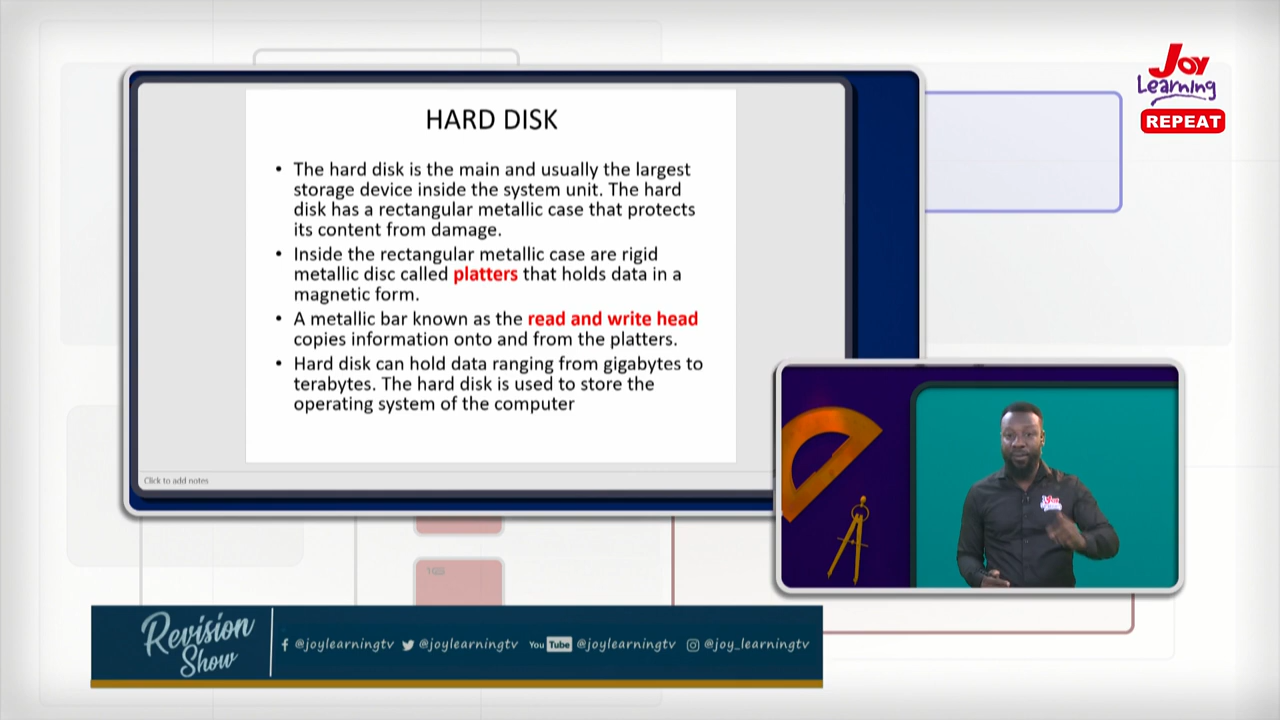 Joy
Learning
REPEAT
HARD DISK
• The hard disk is the main and usually the largest
storage device inside the system unit. The hard
disk has a rectangular metallic case that protects
its content from damage.
• Inside the rectangular metallic case are rigid
metallic disc called platters that holds data in a
magnetic form.
• A metallic bar known as the read and write head
copies information onto and from the platters.
• Hard disk can hold data ranging from gigabytes to
terabytes. The hard disk is used to store the
operating system of the computer
Click to add notes
Revision
Show
@joylearningtv @joylearningtv You Tube @joylearningtv @joy_learningtv